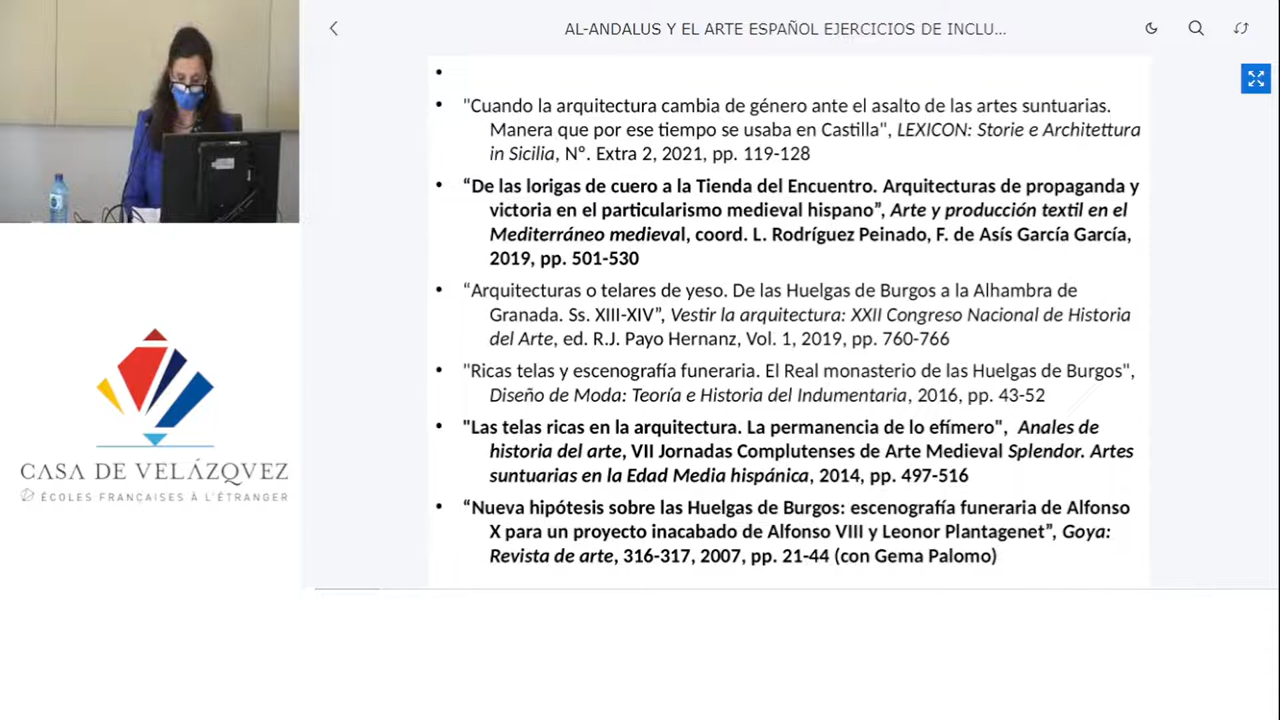 AL-ANDALUS Y EL ARTE ESPAÑOL EJERCICIOS DE INCLU...
•
• "Cuando la arquitectura cambia de género ante el asalto de las artes suntuarias.
Manera que por ese tiempo se usaba en Castilla", LEXICON: Storie e Architettura
in Sicilia, Nº. Extra 2, 2021, pp. 119-128
• “De las lorigas de cuero a la Tienda del Encuentro. Arquitecturas de propaganda y
victoria en el particularismo medieval hispano”, Arte y producción textil en el
Mediterráneo medieval, coord. L. Rodríguez Peinado, F. de Asís García García,
2019, pp. 501-530
• “Arquitecturas o telares de yeso. De las Huelgas de Burgos a la Alhambra de
Granada. Ss. XIII-XIV”, Vestir la arquitectura: XXII Congreso Nacional de Historia
del Arte, ed. R.J. Payo Hernanz, Vol. 1, 2019, pp. 760-766
• "Ricas telas y escenografía funeraria. El Real monasterio de las Huelgas de Burgos",
Diseño de Moda: Teoría e Historia del Indumentaria, 2016, pp. 43-52
• "Las telas ricas en la arquitectura. La permanencia de lo efímero", Anales de
historia del arte, VII Jornadas Complutenses de Arte Medieval Splendor. Artes
suntuarias en la Edad Media hispánica, 2014, pp. 497-516
• “Nueva hipótesis sobre las Huelgas de Burgos: escenografía funeraria de Alfonso
X para un proyecto inacabado de Alfonso VIII y Leonor Plantagenet”, Goya:
Revista de arte, 316-317, 2007, pp. 21-44 (con Gema Palomo)
CASA DE VELÁZQVEZ
ÉCOLES FRANÇAISES À L'ÉTRANGER